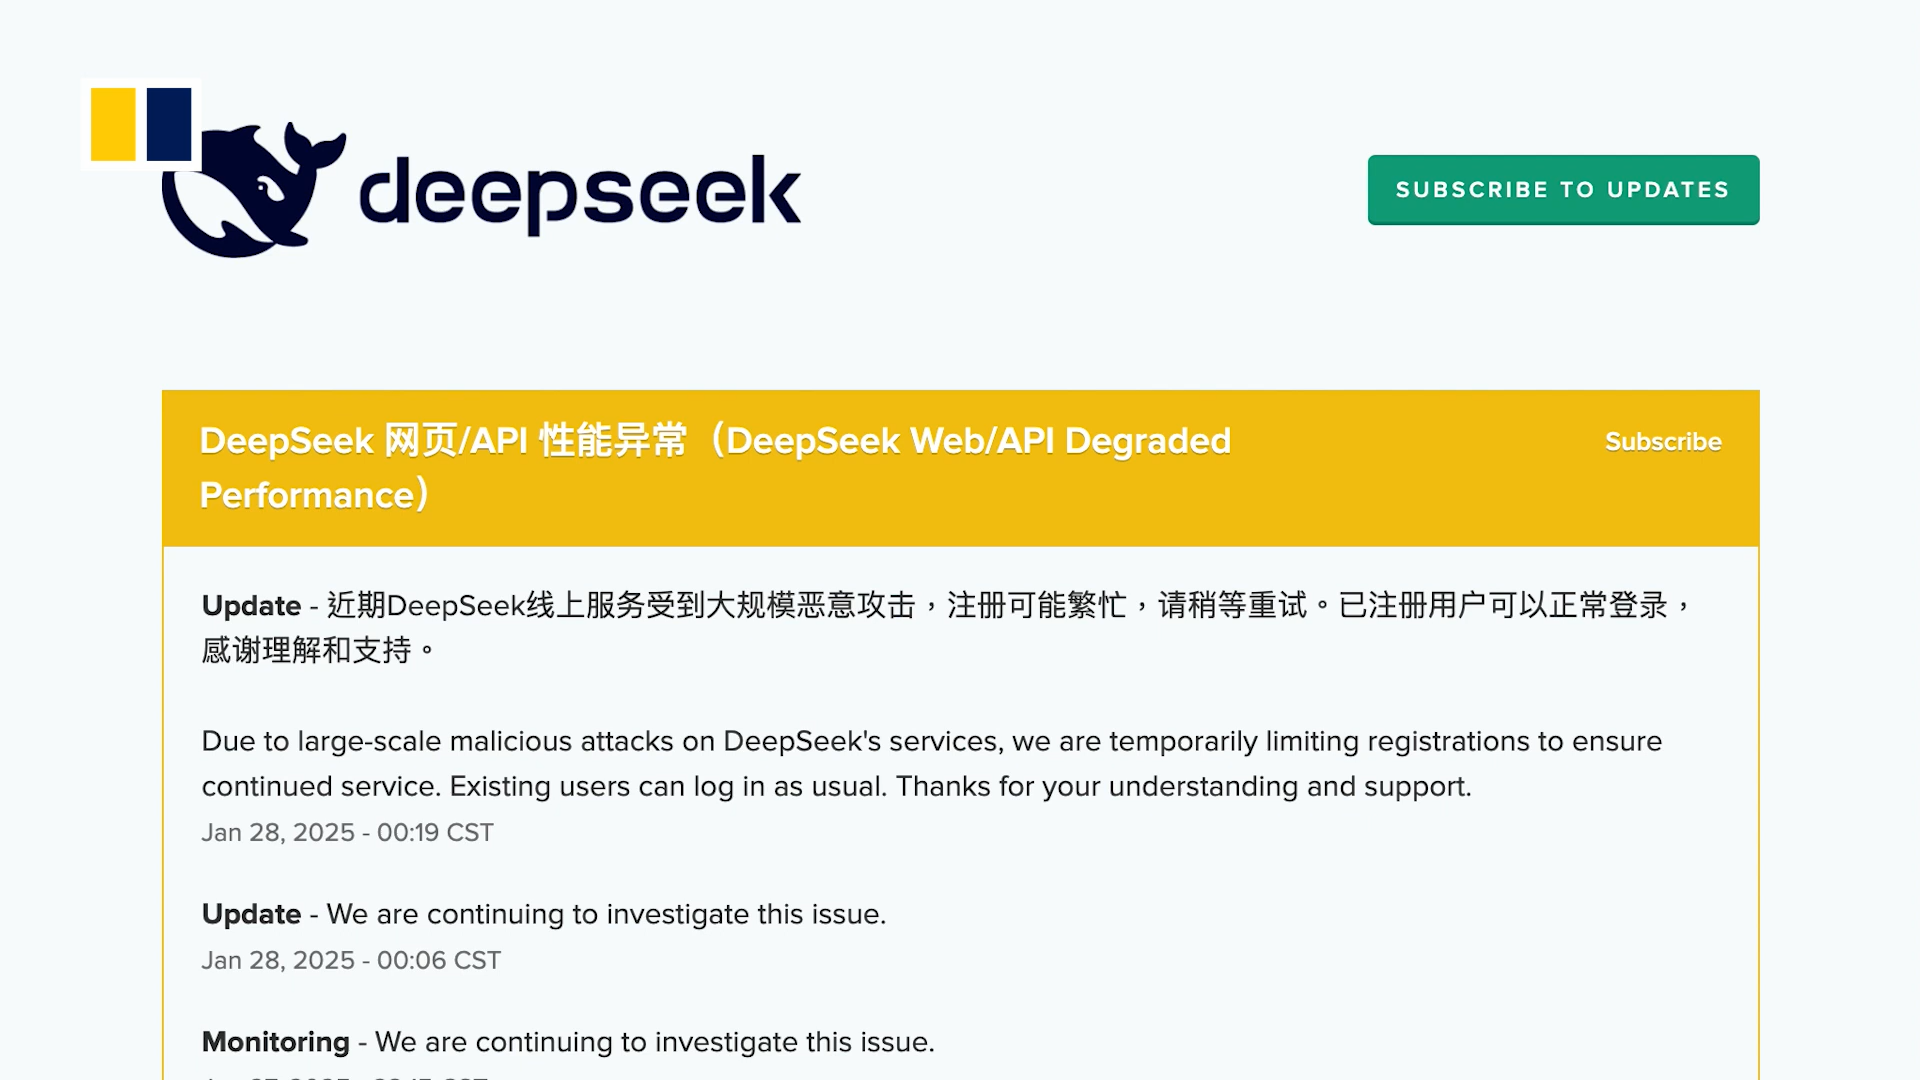 deepseek
SUBSCRIBE TO UPDATES
DeepSeek 网页/API 性能异常（DeepSeek Web/API Degraded
Performance）
Subscribe
Update - 近期DeepSeek线上服务受到大规模恶意攻击，注册可能繁忙，请稍等重试。已注册用户可以正常登录，
感谢理解和支持。
Due to large-scale malicious attacks on DeepSeek's services, we are temporarily limiting registrations to ensure
continued service. Existing users can log in as usual. Thanks for your understanding and support.
Jan 28, 2025 - 00:19 CST
Update - We are continuing to investigate this issue.
Jan 28, 2025 - 00:06 CST
Monitoring - We are continuing to investigate this issue.